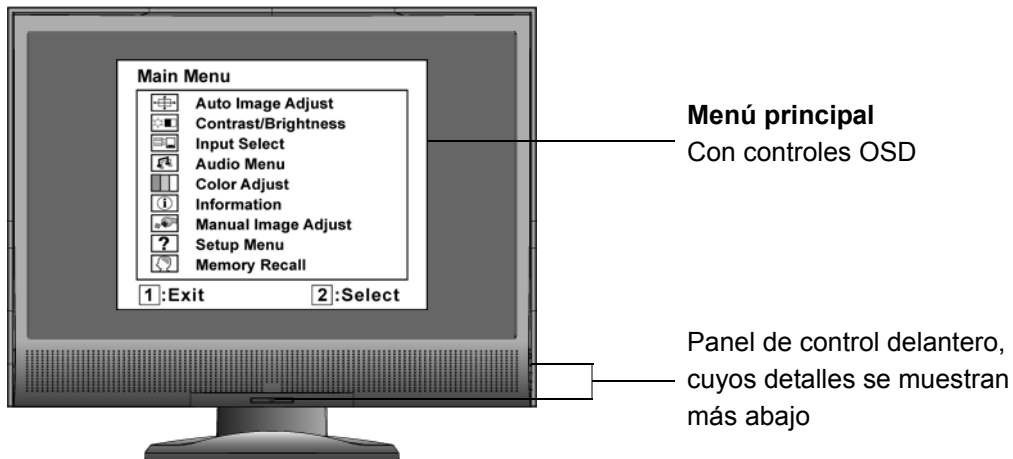 Main Menu
Auto Image Adjust
Contrast/Brightness
Input Select
Audio Menu
Color Adjust
Information
Manual Image Adjust
? Setup Menu
Memory Recall
1:Exit 2:Select
Menú principal
Con controles OSD
Panel de control delantero,
cuyos detalles se muestran
más abajo